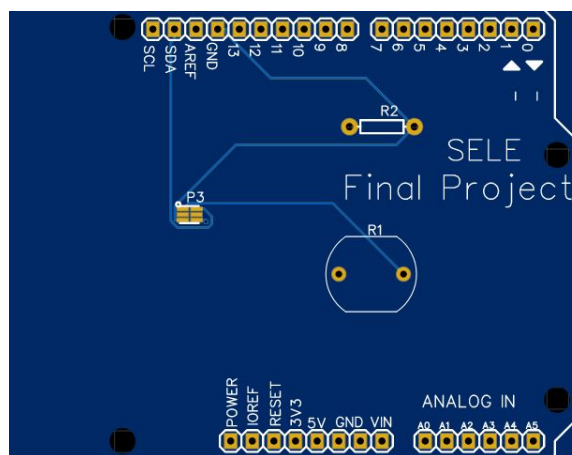 SCL SDA AREF GND 13 12 11 10 9 8 7 6 5 4 3 2 1 0
R2
SELE
Final Project
P3
R1
POWER IOREF RESET 3V3 5V GND VIN
ANALOG IN
A0 A1 A2 A3 A4 A5